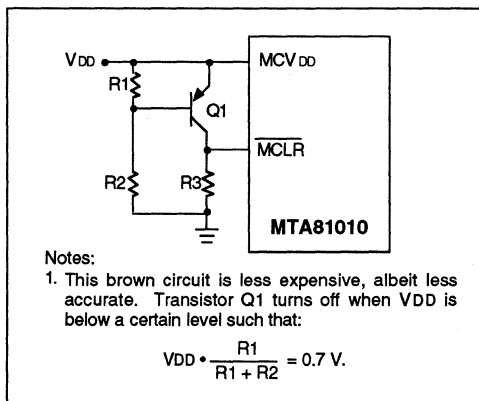 VDD
MCVDD
R1
Q1
MCLR
R2
R3
MTA81010
Notes:
1. This brown circuit is less expensive, albeit less
accurate. Transistor Q1 turns off when VDD is
below a certain level such that:
VDD • R1 / (R1 + R2) = 0.7 V.